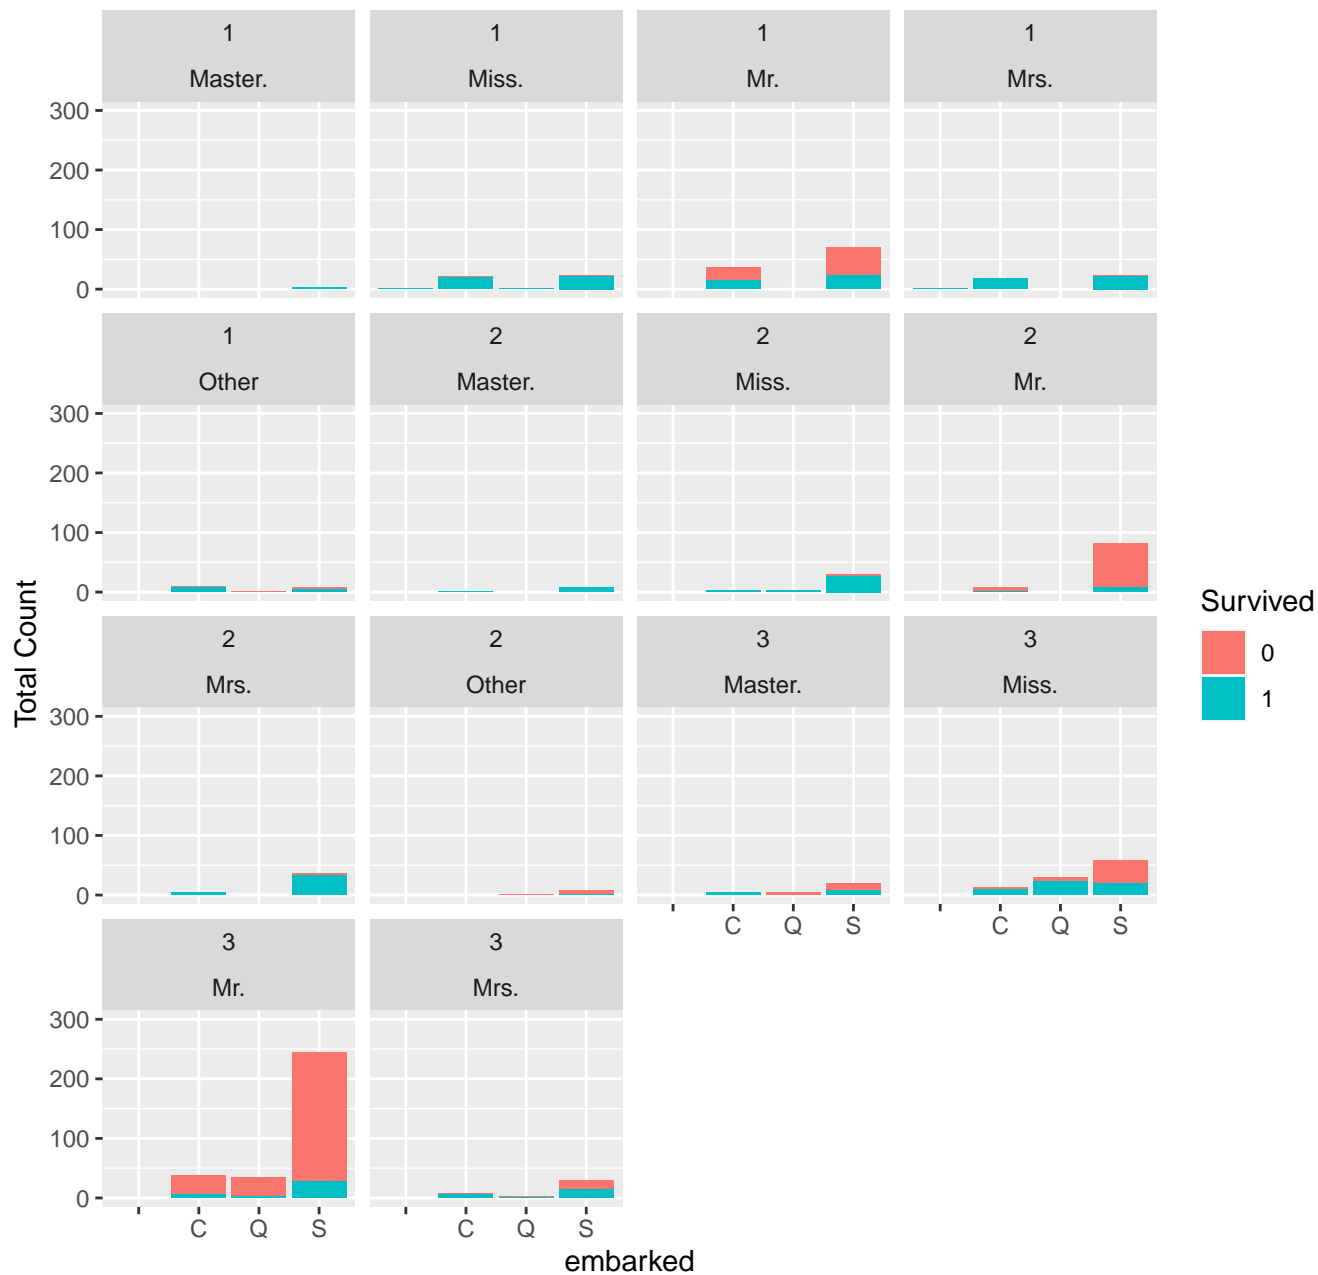 1
Master.
1
Miss.
1
Mr.
1
Mrs.
300
200
100
0
1
Other
2
Master.
2
Miss.
2
Mr.
300
200
100
0
2
Mrs.
2
Other
3
Master.
3
Miss.
300
200
100
0
C Q S
C Q S
3
Mr.
3
Mrs.
300
200
100
0
C Q S
C Q S
embarked
Total Count
Survived
0
1